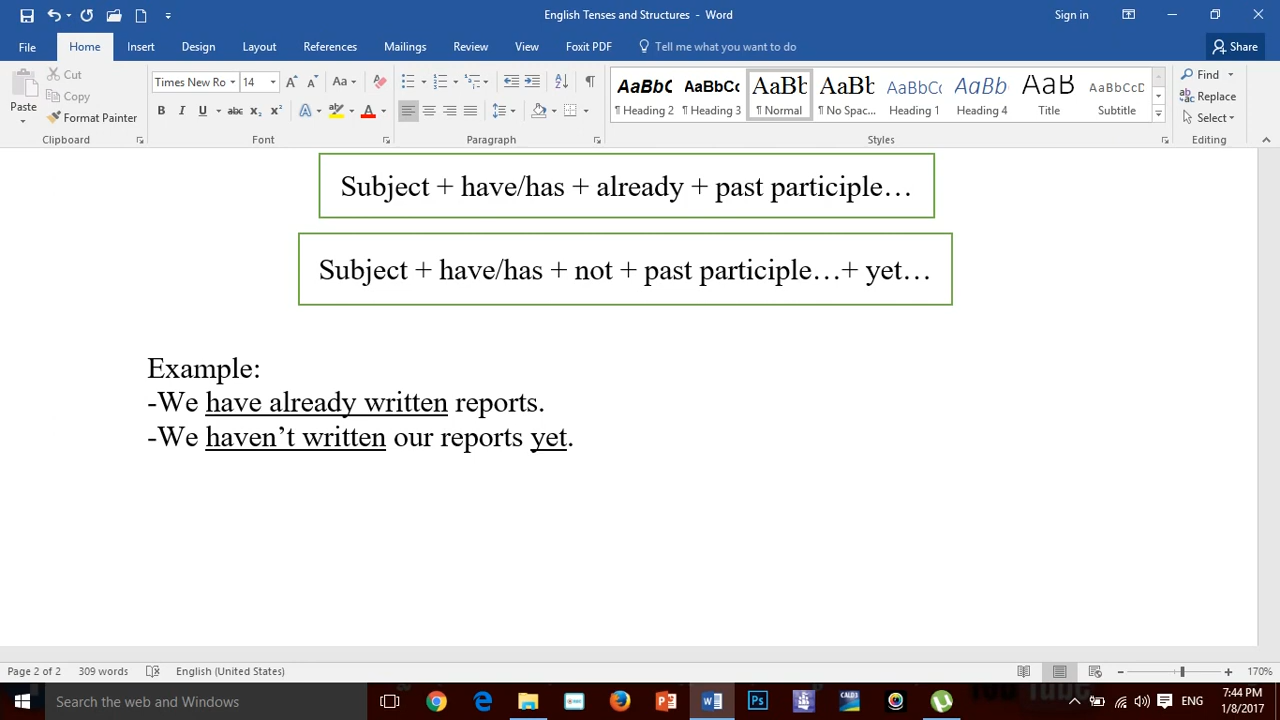 English Tenses and Structures - Word
Sign in
File Home Insert Design Layout References Mailings Review View Foxit PDF Tell me what you want to do Share
Paste
Cut
Copy
Format Painter
Clipboard
Times New Ro 14
Font
Paragraph
AaBbC ¶ Heading 2
AaBbCc ¶ Heading 3
AaBb ¶ Normal
AaBb ¶ No Spac...
AaBbC Heading 1
AaBb Heading 4
AaB Title
AaBbCcD Subtitle
Styles
Find
Replace
Select
Editing
Subject + have/has + already + past participle…
Subject + have/has + not + past participle…+ yet…
Example:
-We have already written reports.
-We haven’t written our reports yet.
Page 2 of 2 309 words English (United States) 170%
Search the web and Windows
ENG
7:44 PM
1/8/2017